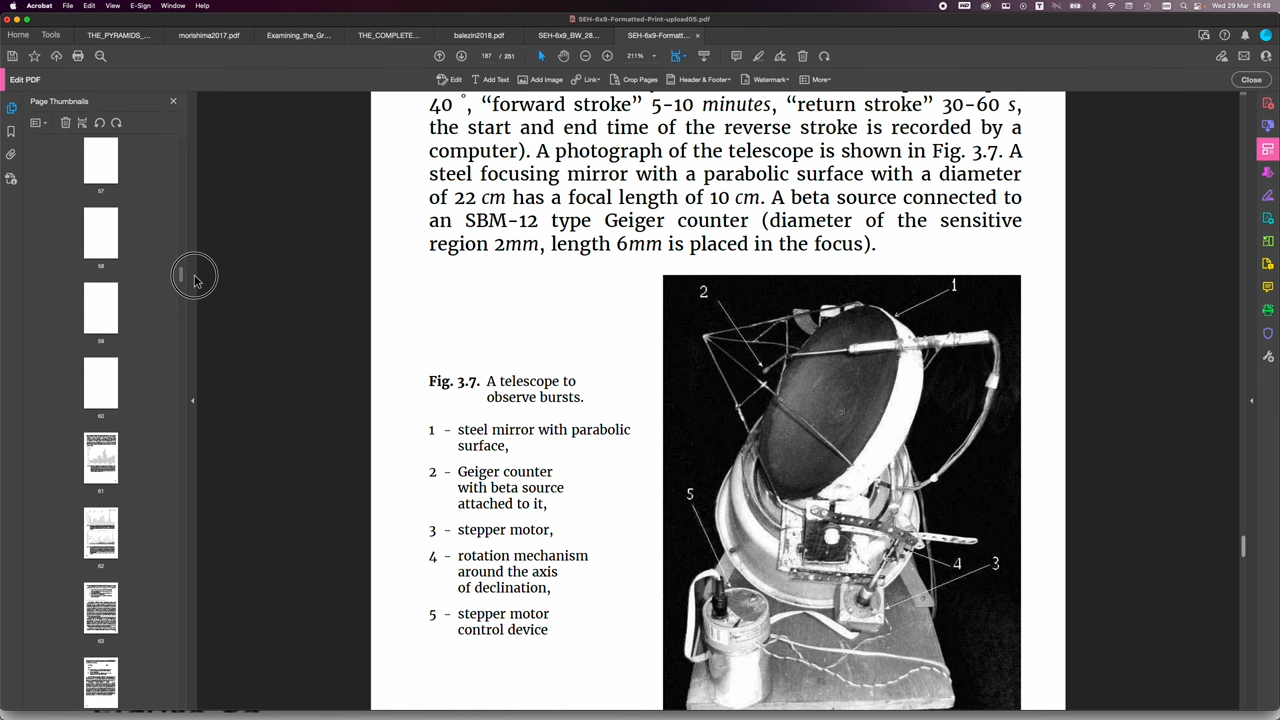 Acrobat File Edit View E-Sign Window Help
Wed 29 Mar 18:49
SEH-6x9-Formatted-Print-upload05.pdf
Home Tools THE_PYRAMIDS_... morishima2017.pdf Examining_the_Gr... THE_COMPLETE... balezin2018.pdf SEH-6x9_BW_28... SEH-6x9-Formatt... ×
187 / 251 211%
Edit PDF Edit Add Text Add Image Link Crop Pages Header & Footer Watermark More Close
Page Thumbnails
57
58
59
60
61
62
63
40 °, “forward stroke” 5-10 minutes, “return stroke” 30-60 s,
the start and end time of the reverse stroke is recorded by a
computer). A photograph of the telescope is shown in Fig. 3.7. A
steel focusing mirror with a parabolic surface with a diameter
of 22 cm has a focal length of 10 cm. A beta source connected to
an SBM-12 type Geiger counter (diameter of the sensitive
region 2mm, length 6mm is placed in the focus).
Fig. 3.7. A telescope to
observe bursts.
1 - steel mirror with parabolic
surface,
2 - Geiger counter
with beta source
attached to it,
3 - stepper motor,
4 - rotation mechanism
around the axis
of declination,
5 - stepper motor
control device
2
1
5
4
3